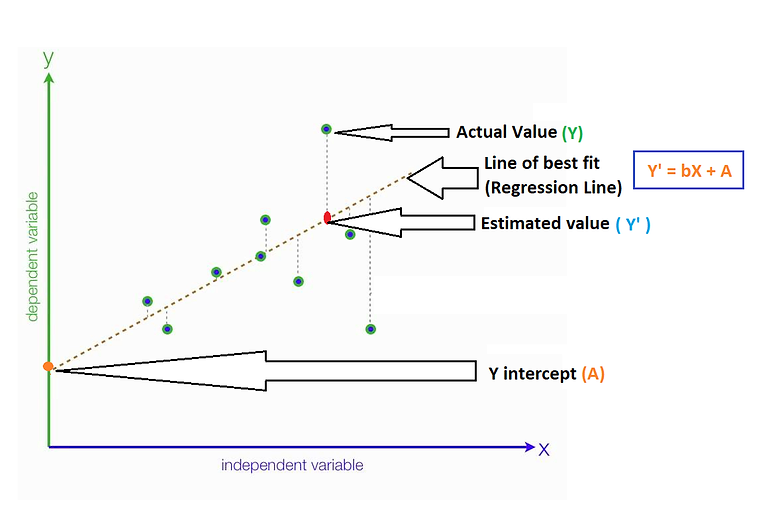 y
Actual Value (Y)
Line of best fit
(Regression Line)
Y' = bX + A
Estimated value ( Y' )
dependent variable
Y intercept (A)
x
independent variable